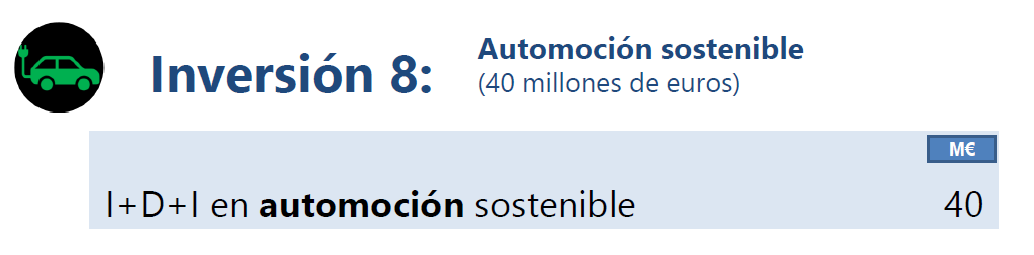 Inversión 8:
Automoción sostenible
(40 millones de euros)
M€
I+D+I en automoción sostenible 40